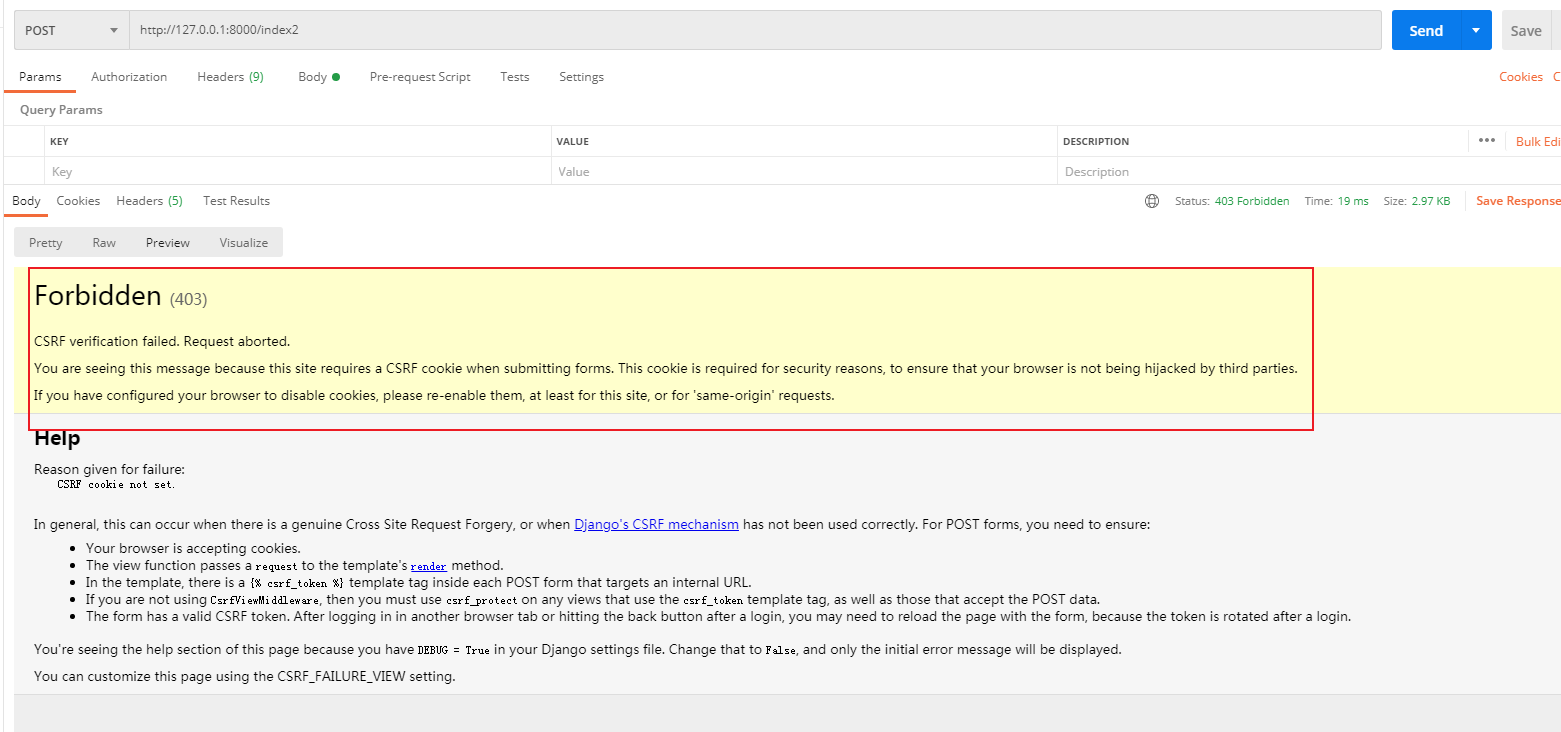 POST http://127.0.0.1:8000/index2 Send Save
Params Authorization Headers (9) Body Pre-request Script Tests Settings Cookies C
Query Params
KEY VALUE DESCRIPTION ••• Bulk Edi
Key Value Description
Body Cookies Headers (5) Test Results Status: 403 Forbidden Time: 19 ms Size: 2.97 KB Save Response
Pretty Raw Preview Visualize
Forbidden (403)
CSRF verification failed. Request aborted.
You are seeing this message because this site requires a CSRF cookie when submitting forms. This cookie is required for security reasons, to ensure that your browser is not being hijacked by third parties.
If you have configured your browser to disable cookies, please re-enable them, at least for this site, or for 'same-origin' requests.
Help
Reason given for failure:
CSRF cookie not set.
In general, this can occur when there is a genuine Cross Site Request Forgery, or when Django's CSRF mechanism has not been used correctly. For POST forms, you need to ensure:
• Your browser is accepting cookies.
• The view function passes a request to the template's render method.
• In the template, there is a {% csrf_token %} template tag inside each POST form that targets an internal URL.
• If you are not using CsrfViewMiddleware, then you must use csrf_protect on any views that use the csrf_token template tag, as well as those that accept the POST data.
• The form has a valid CSRF token. After logging in in another browser tab or hitting the back button after a login, you may need to reload the page with the form, because the token is rotated after a login.
You're seeing the help section of this page because you have DEBUG = True in your Django settings file. Change that to False, and only the initial error message will be displayed.
You can customize this page using the CSRF_FAILURE_VIEW setting.